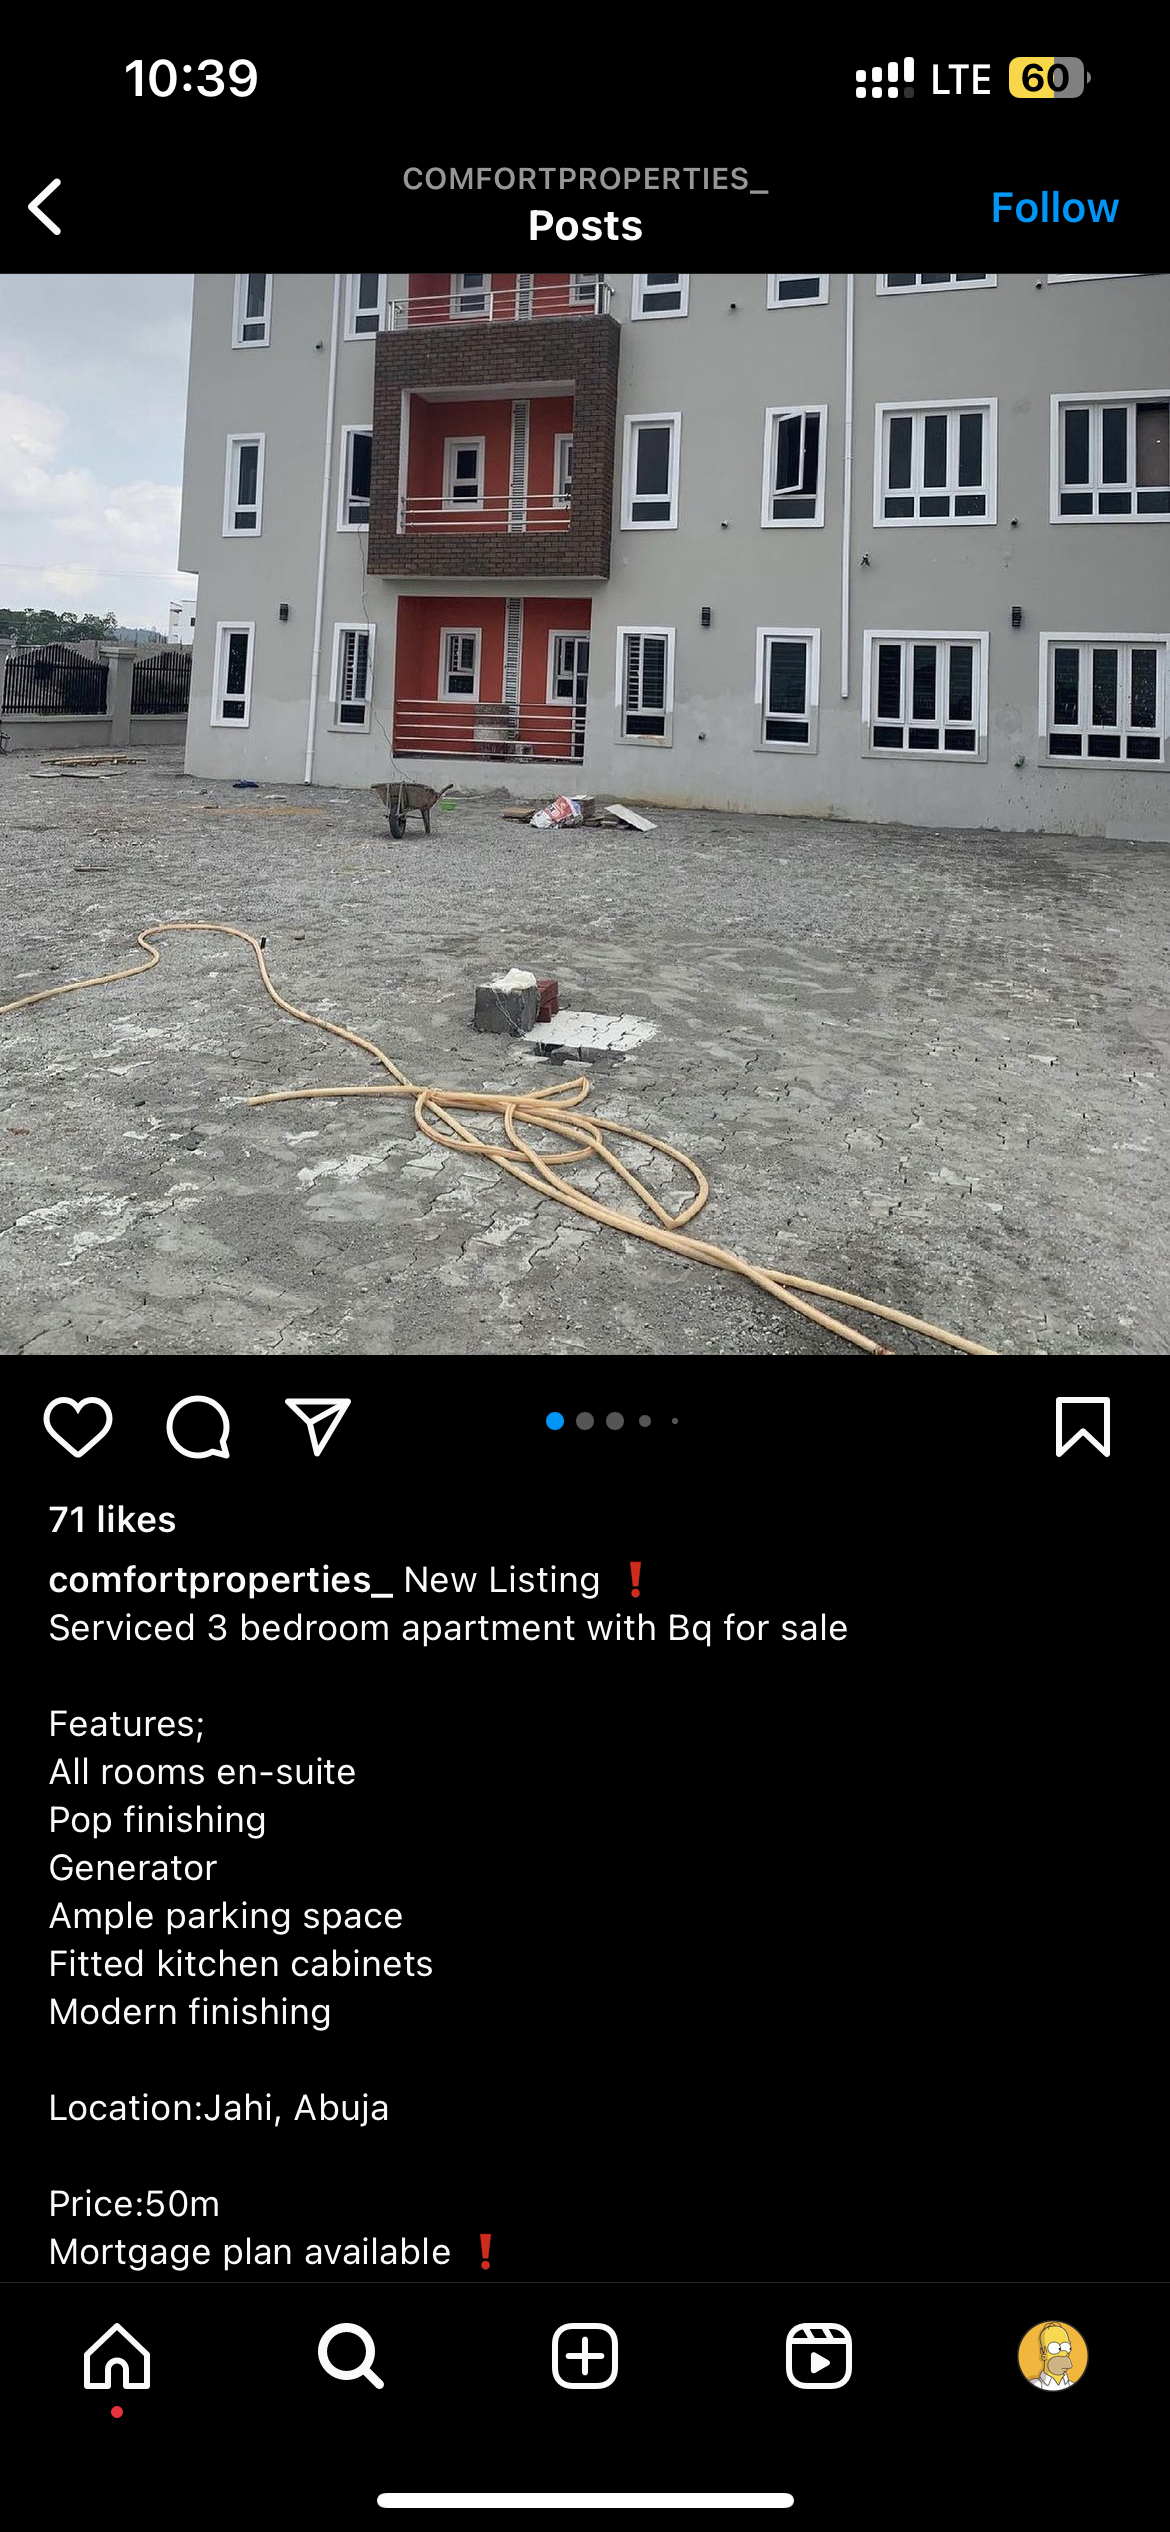 10:39
LTE 60
COMFORTPROPERTIES_
Posts
Follow
71 likes
comfortproperties_ New Listing ❗
Serviced 3 bedroom apartment with Bq for sale
Features;
All rooms en-suite
Pop finishing
Generator
Ample parking space
Fitted kitchen cabinets
Modern finishing
Location:Jahi, Abuja
Price:50m
Mortgage plan available ❗